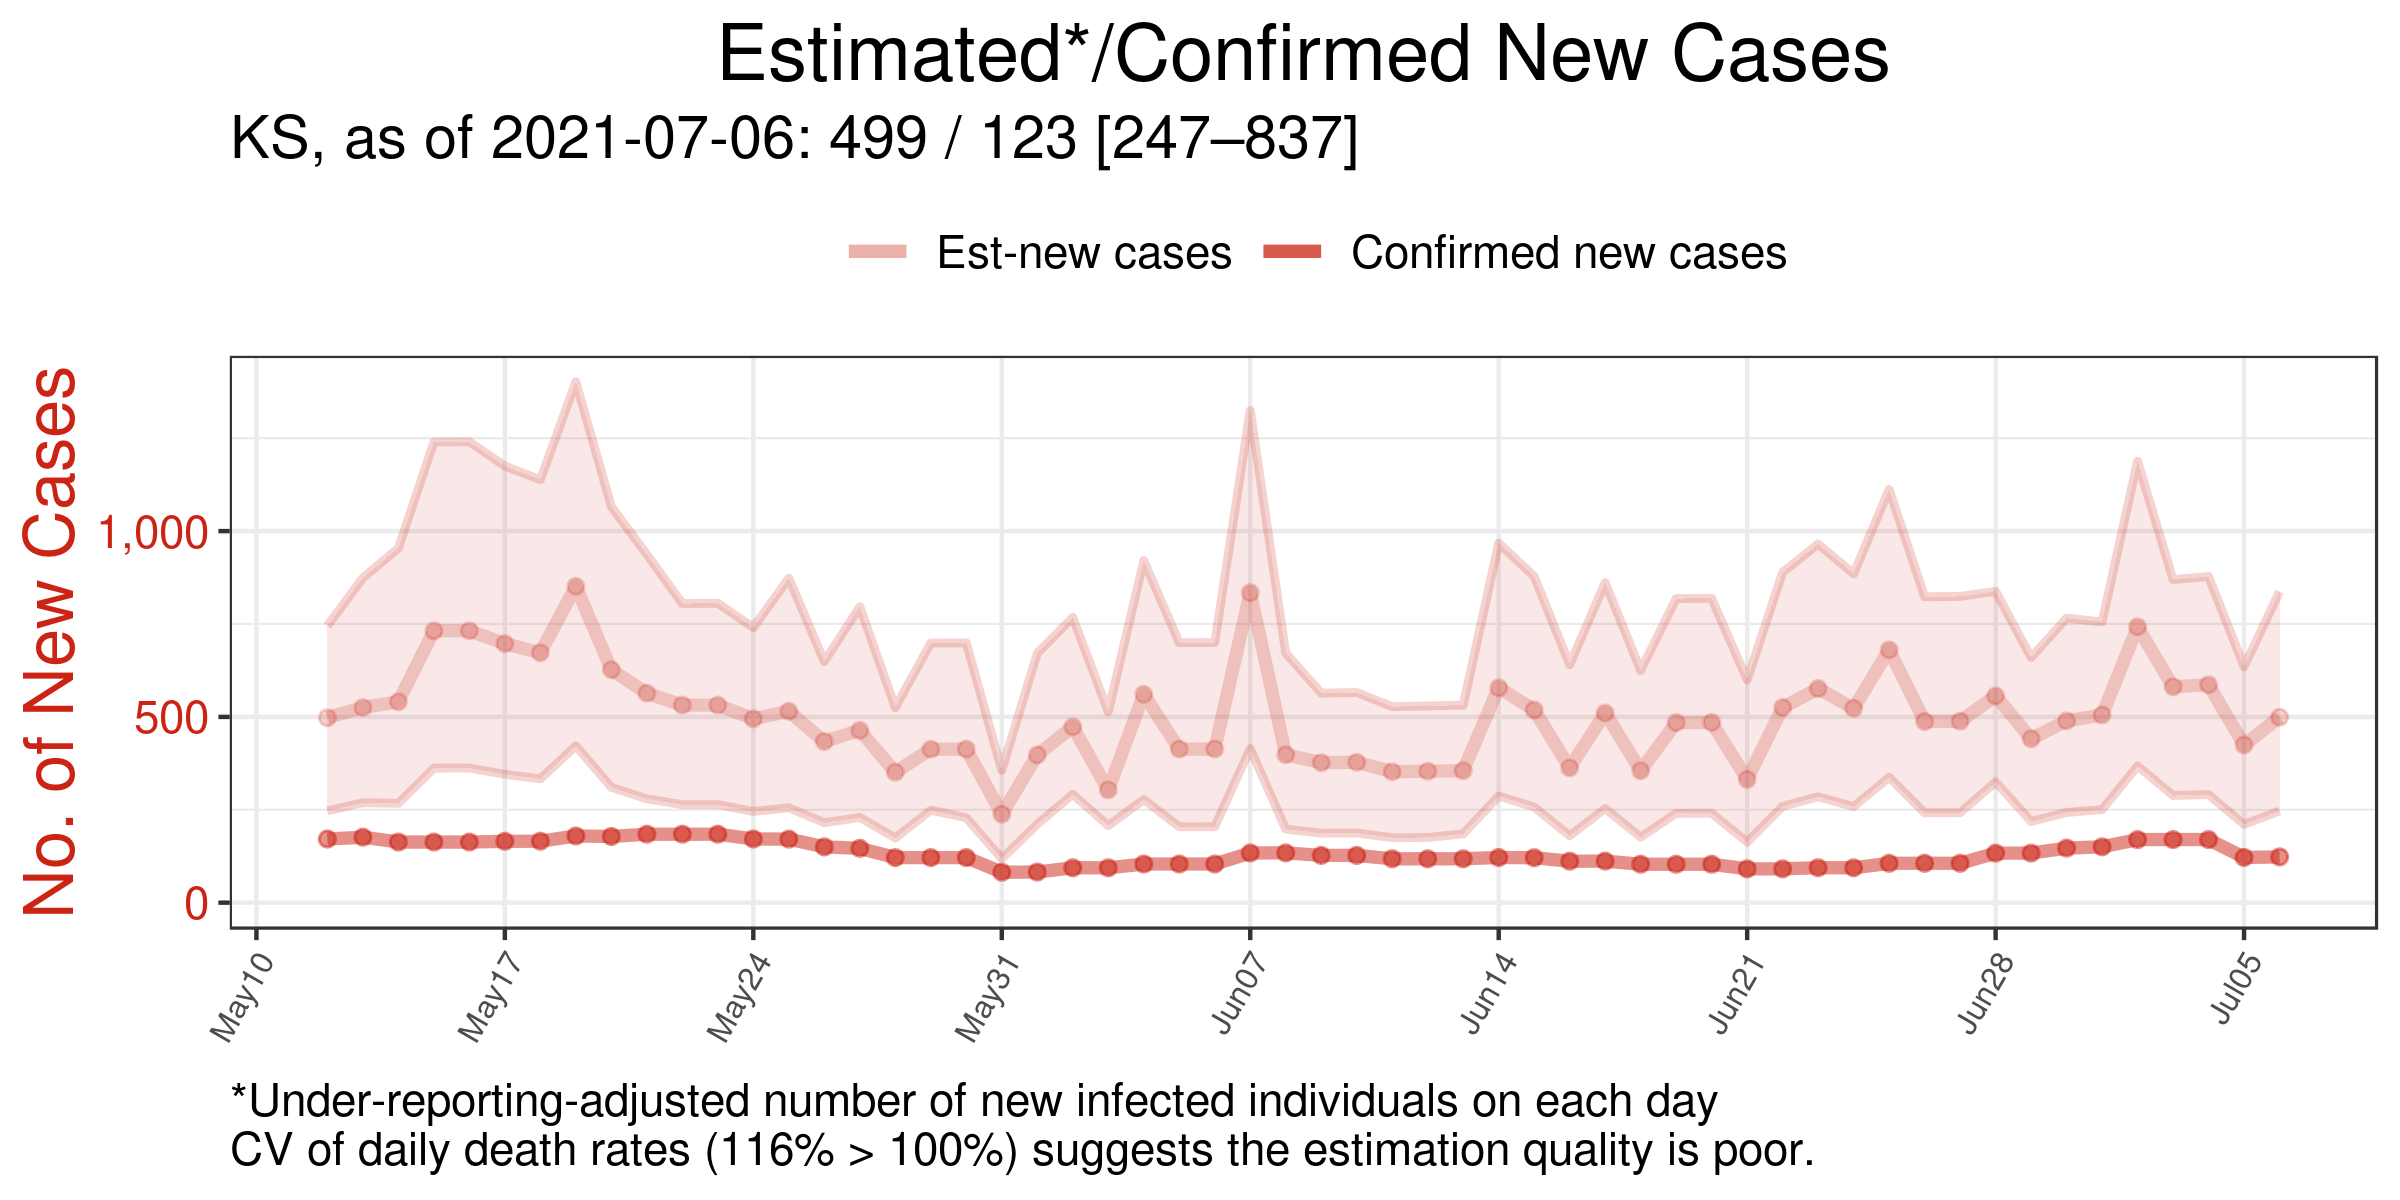 Estimated*/Confirmed New Cases
KS, as of 2021-07-06: 499 / 123 [247–837]
Est-new cases
Confirmed new cases
No. of New Cases
1,000
500
0
May10
May17
May24
May31
Jun07
Jun14
Jun21
Jun28
Jul05
*Under-reporting-adjusted number of new infected individuals on each day
CV of daily death rates (116% > 100%) suggests the estimation quality is poor.